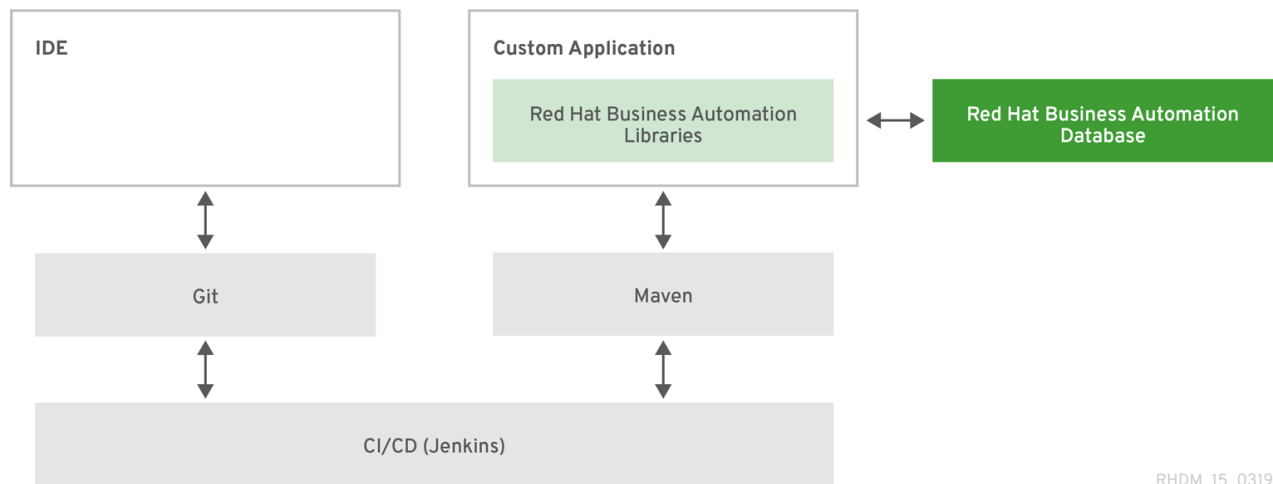 IDE
Custom Application
Red Hat Business Automation
Libraries
Red Hat Business Automation
Database
Git
Maven
CI/CD (Jenkins)
RHDM_15_0319